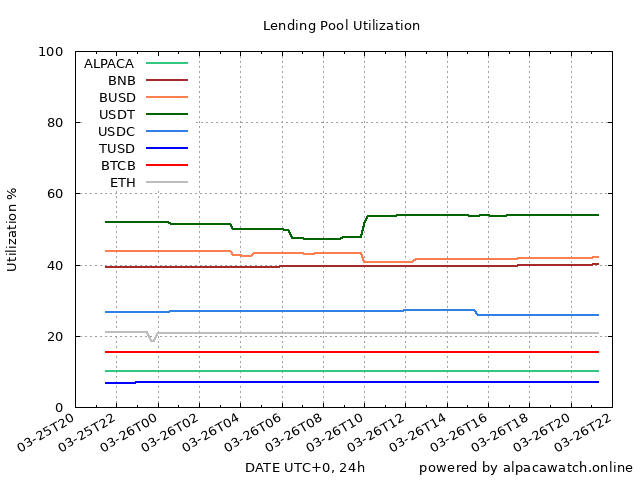 Lending Pool Utilization
Utilization %
100
80
60
40
20
0
ALPACA
BNB
BUSD
USDT
USDC
TUSD
BTCB
ETH
03-25T20
03-25T22
03-26T00
03-26T02
03-26T04
03-26T06
03-26T08
03-26T10
03-26T12
03-26T14
03-26T16
03-26T18
03-26T20
03-26T22
DATE UTC+0, 24h
powered by alpacawatch.online